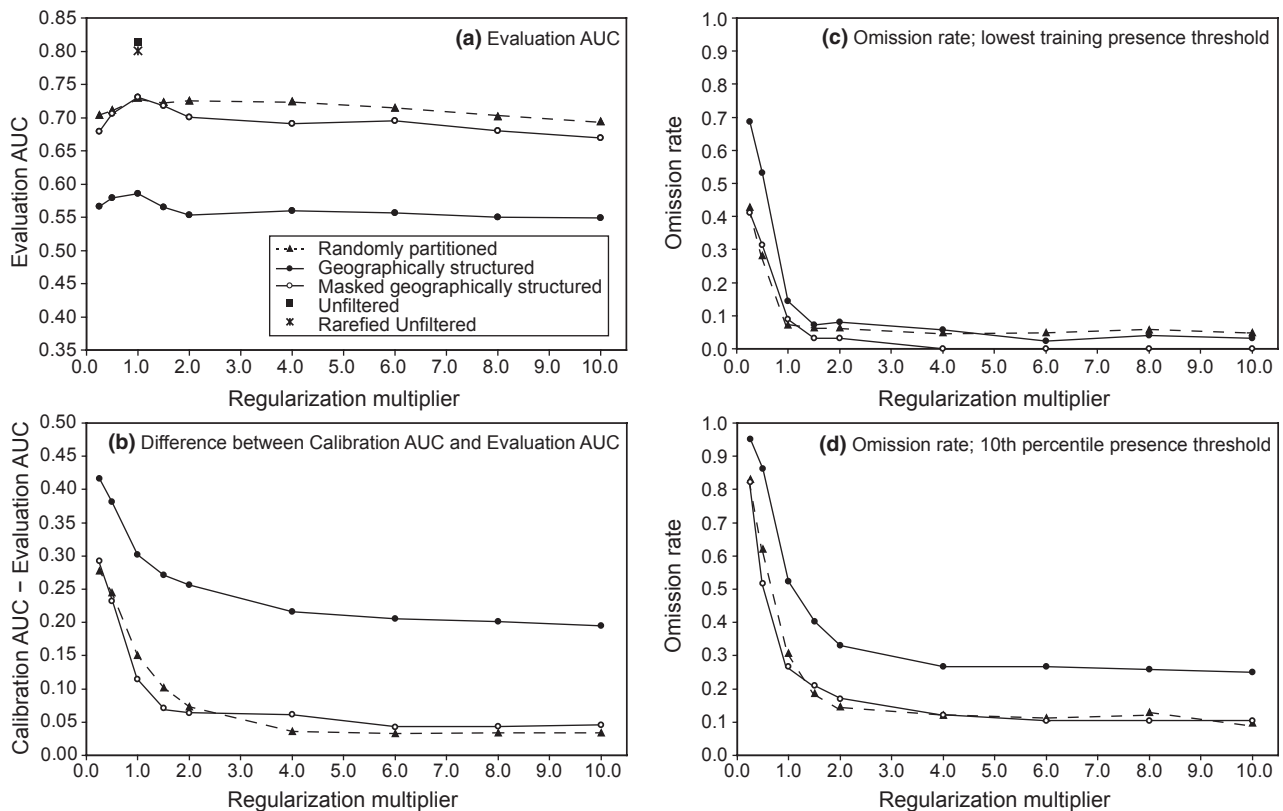 (a) Evaluation AUC
Evaluation AUC
0.85
0.80
0.75
0.70
0.65
0.60
0.55
0.50
0.45
0.40
0.35
Randomly partitioned
Geographically structured
Masked geographically structured
Unfiltered
Rarefied Unfiltered
0.0 1.0 2.0 3.0 4.0 5.0 6.0 7.0 8.0 9.0 10.0
Regularization multiplier
(c) Omission rate; lowest training presence threshold
Omission rate
1.0
0.9
0.8
0.7
0.6
0.5
0.4
0.3
0.2
0.1
0.0
0.0 1.0 2.0 3.0 4.0 5.0 6.0 7.0 8.0 9.0 10.0
Regularization multiplier
(b) Difference between Calibration AUC and Evaluation AUC
Calibration AUC − Evaluation AUC
0.50
0.45
0.40
0.35
0.30
0.25
0.20
0.15
0.10
0.05
0.00
0.0 1.0 2.0 3.0 4.0 5.0 6.0 7.0 8.0 9.0 10.0
Regularization multiplier
(d) Omission rate; 10th percentile presence threshold
Omission rate
1.0
0.9
0.8
0.7
0.6
0.5
0.4
0.3
0.2
0.1
0.0
0.0 1.0 2.0 3.0 4.0 5.0 6.0 7.0 8.0 9.0 10.0
Regularization multiplier